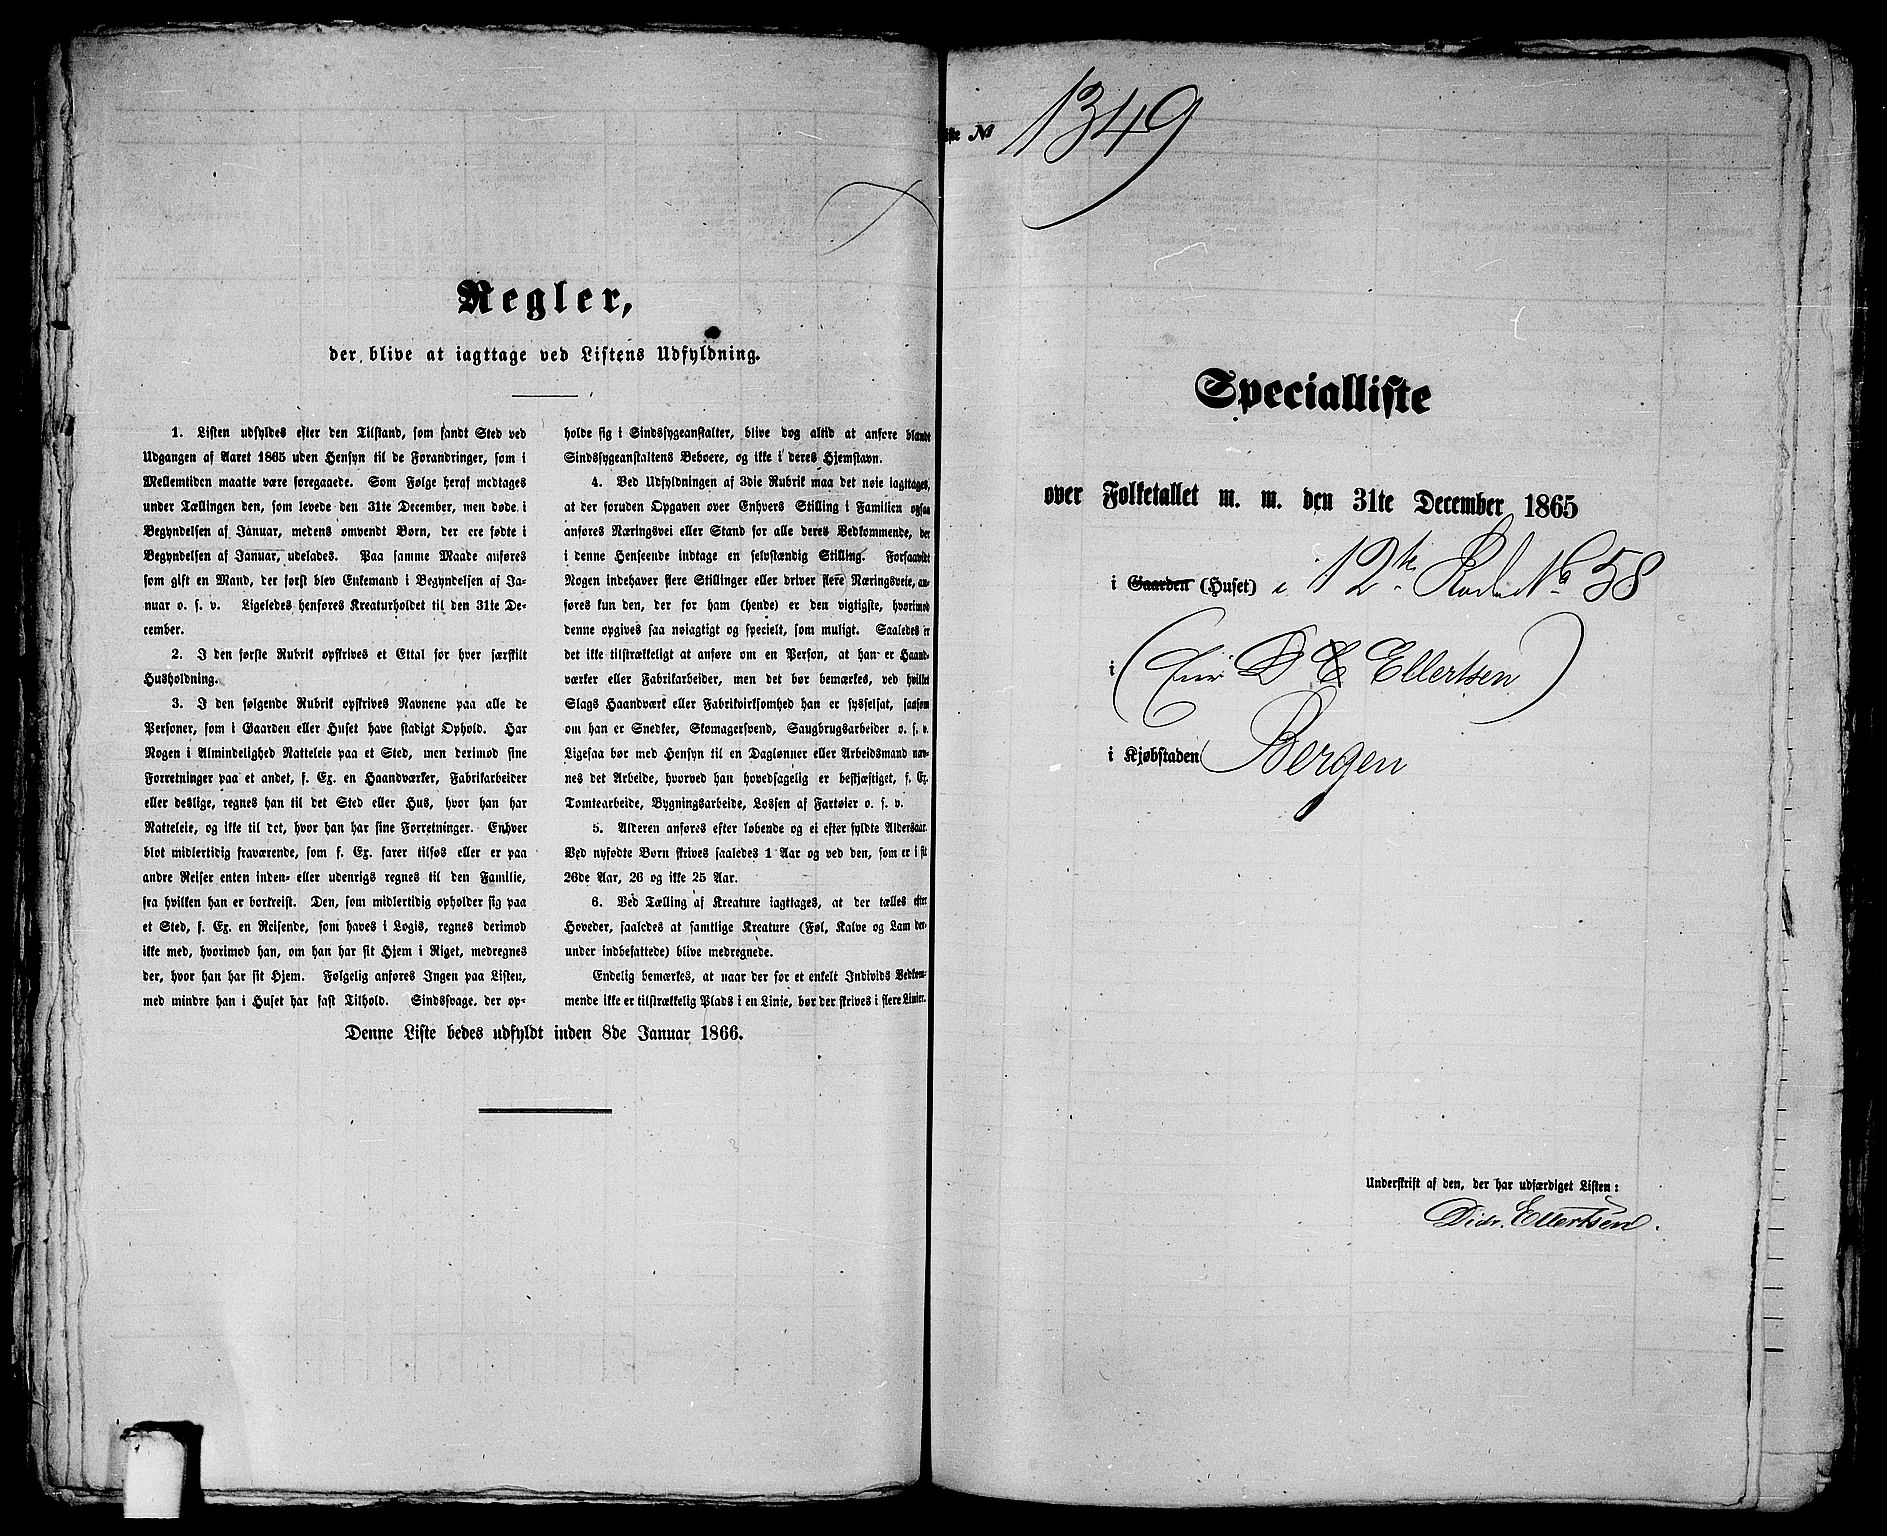 Regler,
der blive at iagttage ved Listens Udfyldning.
1. Listen udfyldes efter den Tilstand, som fandt Sted ved
Udgangen af Aaret 1865 uden Hensyn til de Forandringer, som i
Mellemtiden maatte være foregaaede. Som Følge heraf medtages
under Tællingen den, som levede den 31te December, men døde i
Begyndelsen af Januar, medens omvendt Børn, der ere fødte i
Begyndelsen af Januar, udelades. Paa samme Maade anføres
som gift en Mand, der først blev Enkemand i Begyndelsen af Ja-
nuar o. s. v. Ligeledes henføres Kreaturholdet til den 31te De-
cember.
2. I den første Rubrik opskrives et Ettal for hver særskilt
Husholdning.
3. I den følgende Rubrik opskrives Navnene paa alle de
Personer, som i Gaarden eller Huset have stadigt Ophold. Har
Nogen i Almindelighed Natteleie paa et Sted, men derimod sine
Forretninger paa et andet, f. Ex. en Haandværker, Fabrikarbeider
eller deslige, regnes han til det Sted eller Hus, hvor han har
Natteleie, og ikke til det, hvor han har sine Forretninger. Enhver
blot midlertidig fraværende, som f. Ex. farer tilsøs eller er paa
andre Reiser enten inden- eller udenrigs regnes til den Familie,
fra hvilken han er bortreist. Den, som midlertidig opholder sig paa
et Sted, f. Ex. en Reisende, som haves i Logis, regnes derimod
ikke med, hvorimod han, om han har sit Hjem i Riget, medregnes
der, hvor han har sit Hjem. Følgelig anføres Ingen paa Listen,
med mindre han i Huset har fast Tilhold. Sindssvage, der op-
holde sig i Sindssygeanstalter, blive dog altid at anføre blandt
Sindssygeanstaltens Beboere, og ikke i deres Hjemstavn.
4. Ved Udfyldningen af 3die Rubrik maa det nøie iagttages,
at der foruden Opgaven over Enhvers Stilling i Familien ogsaa
anføres Næringsvei eller Stand for alle deres Vedkommende, der
i denne Henseende indtage en selvstændig Stilling. Forsaavidt
Nogen indehaver flere Stillinger eller driver flere Næringsveie, an-
føres kun den, der for ham (hende) er den vigtigste, hvorimod
denne opgives saa nøiagtigt og specielt, som muligt. Saaledes er
det ikke tilstrækkeligt at anføre om en Person, at han er Haand-
værker eller Fabrikarbeider, men det bør bemærkes, ved hvilket
Slags Haandværk eller Fabrikvirksomhed han er sysselsat, saasom
om han er Snedker, Skomagersvend, Saugbrugsarbeider o. s. v.
Ligesaa bør med Hensyn til en Daglønner eller Arbeidsmand næv-
nes det Arbeide, hvorved han hovedsagelig er beskjæftiget, f. Ex.
Tomtearbeide, Bygningsarbeide, Lossen af Fartøier o. s. v.
5. Alderen anføres efter løbende og ei efter fyldte Aldersaar.
Ved nyfødte Børn skrives saaledes 1 Aar og ved den, som er i sit
26de Aar, 26 og ikke 25 Aar.
6. Ved Tælling af Kreature iagttages, at der tælles efter
Hoveder, saaledes at samtlige Kreature (Føl, Kalve og Lam der-
under indbefattede) blive medregnede.
Endelig bemærkes, at naar der for et enkelt Individs Vedkom-
mende ikke er tilstrækkelig Plads i en Linie, bør der skrives i flere Linier.
Denne Liste bedes udfyldt inden 8de Januar 1866.
iste № 1349
Specialliste
over Folketallet m. m. den 31te December 1865
i Gaarden (Huset) i 12te Rode No 58
i (Eier D E Ellertsen)
i Kjøbstaden Bergen
Underskrift af den, der har udfærdiget Listen:
Didr. Ellertsen.